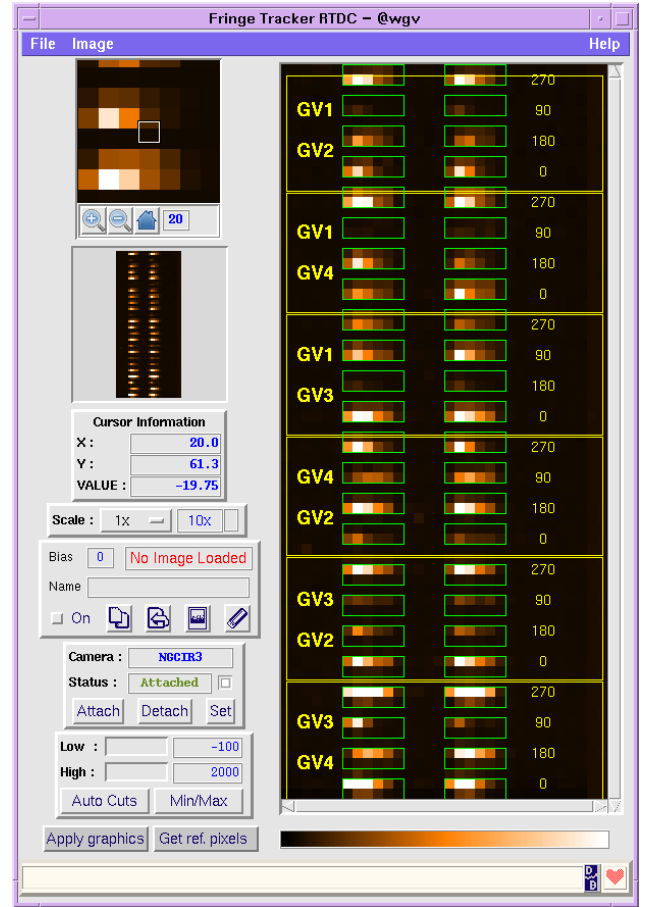 Fringe Tracker RTDC – @wgv
File Image Help
20
Cursor Information
X : 20.0
Y : 61.3
VALUE : -19.75
Scale : 1x 10x
Bias 0 No Image Loaded
Name
On
Camera : NGCIR3
Status : Attached
Attach Detach Set
Low : -100
High : 2000
Auto Cuts Min/Max
Apply graphics Get ref. pixels
270
GV1 90
GV2 180
0
270
GV1 90
GV4 180
0
270
GV1 90
GV3 180
0
270
GV4 90
GV2 180
0
270
GV3 90
GV2 180
0
270
GV3 90
GV4 180
0
D
B